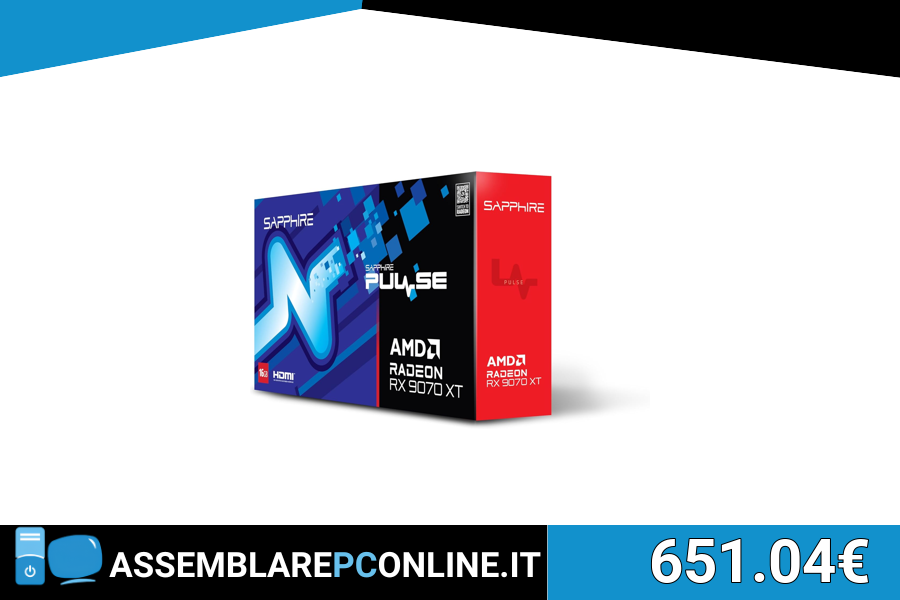 SAPPHIRE
SAPPHIRE
PULSE
AMD
RADEON
RX 9070 XT
16GB
HDMI
SAPPHIRE
PULSE
AMD
RADEON
RX 9070 XT
ASSEMBLAREPCONLINE.IT
651.04€